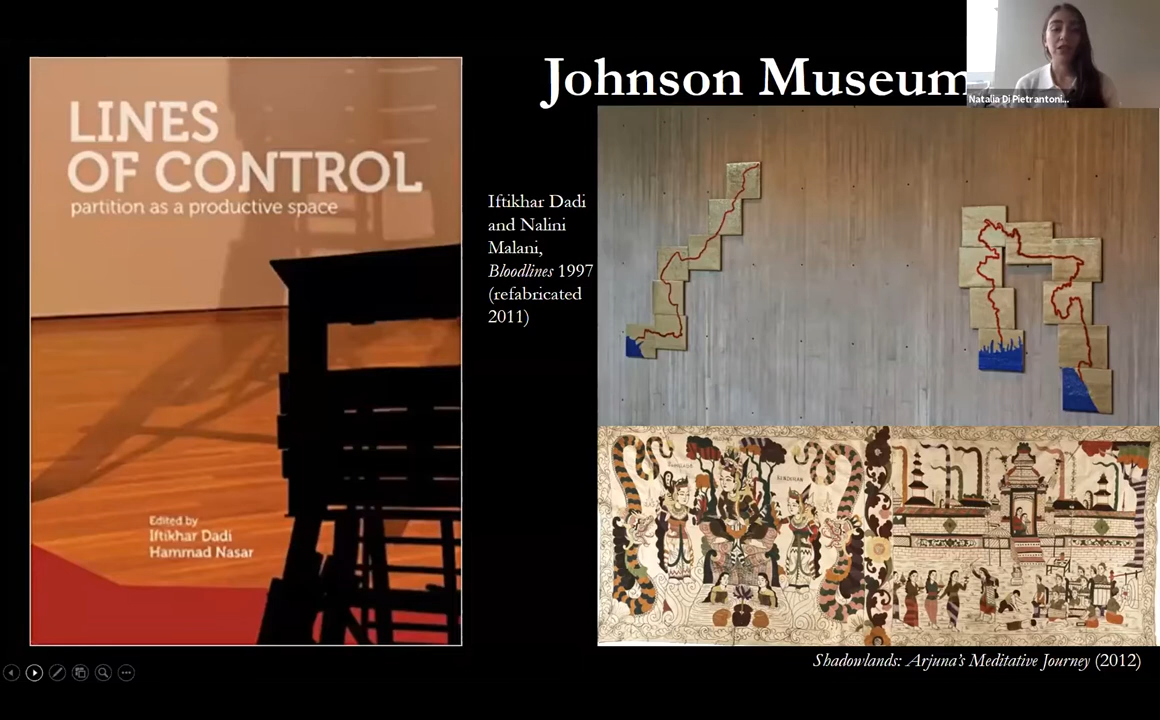 Johnson Museum
Natalia Di Pietrantoni...
LINES
OF CONTROL
partition as a productive space
Edited by
Iftikhar Dadi
Hammad Nasar
Iftikhar Dadi
and Nalini
Malani,
Bloodlines 1997
(refabricated
2011)
Shadowlands: Arjuna's Meditative Journey (2012)